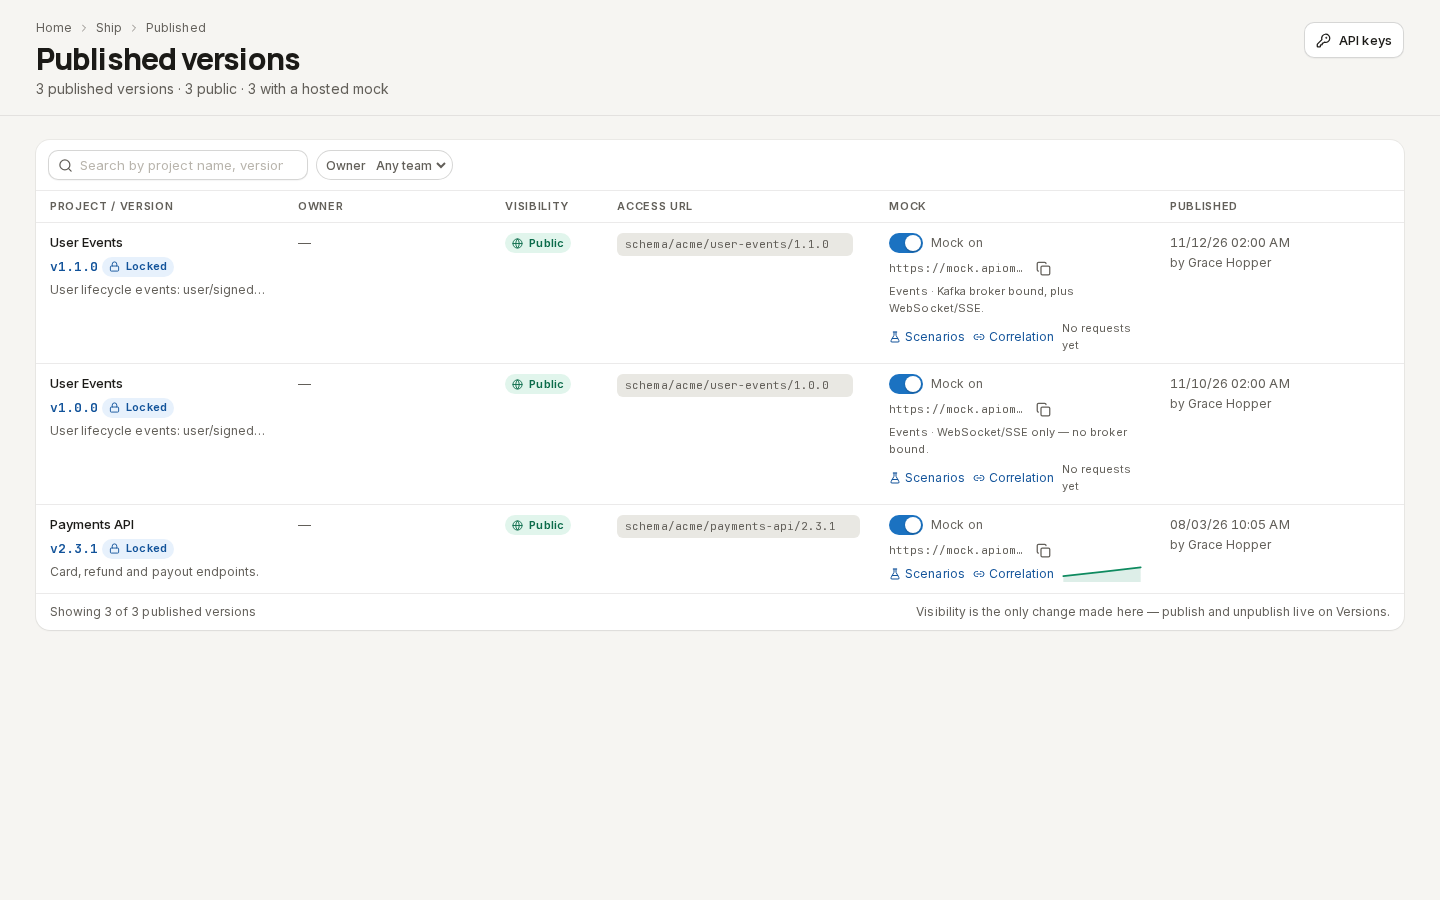 Home > Ship > Published
Published versions
3 published versions · 3 public · 3 with a hosted mock
API keys
Search by project name, version
Owner Any team
PROJECT / VERSION OWNER VISIBILITY ACCESS URL MOCK PUBLISHED
User Events — Public schema/acme/user-events/1.1.0 Mock on 11/12/26 02:00 AM
v1.1.0 Locked https://mock.apiom… by Grace Hopper
User lifecycle events: user/signed… Events · Kafka broker bound, plus
WebSocket/SSE.
Scenarios Correlation No requests
yet
User Events — Public schema/acme/user-events/1.0.0 Mock on 11/10/26 02:00 AM
v1.0.0 Locked https://mock.apiom… by Grace Hopper
User lifecycle events: user/signed… Events · WebSocket/SSE only — no broker
bound.
Scenarios Correlation No requests
yet
Payments API — Public schema/acme/payments-api/2.3.1 Mock on 08/03/26 10:05 AM
v2.3.1 Locked https://mock.apiom… by Grace Hopper
Card, refund and payout endpoints. Scenarios Correlation
Showing 3 of 3 published versions Visibility is the only change made here — publish and unpublish live on Versions.